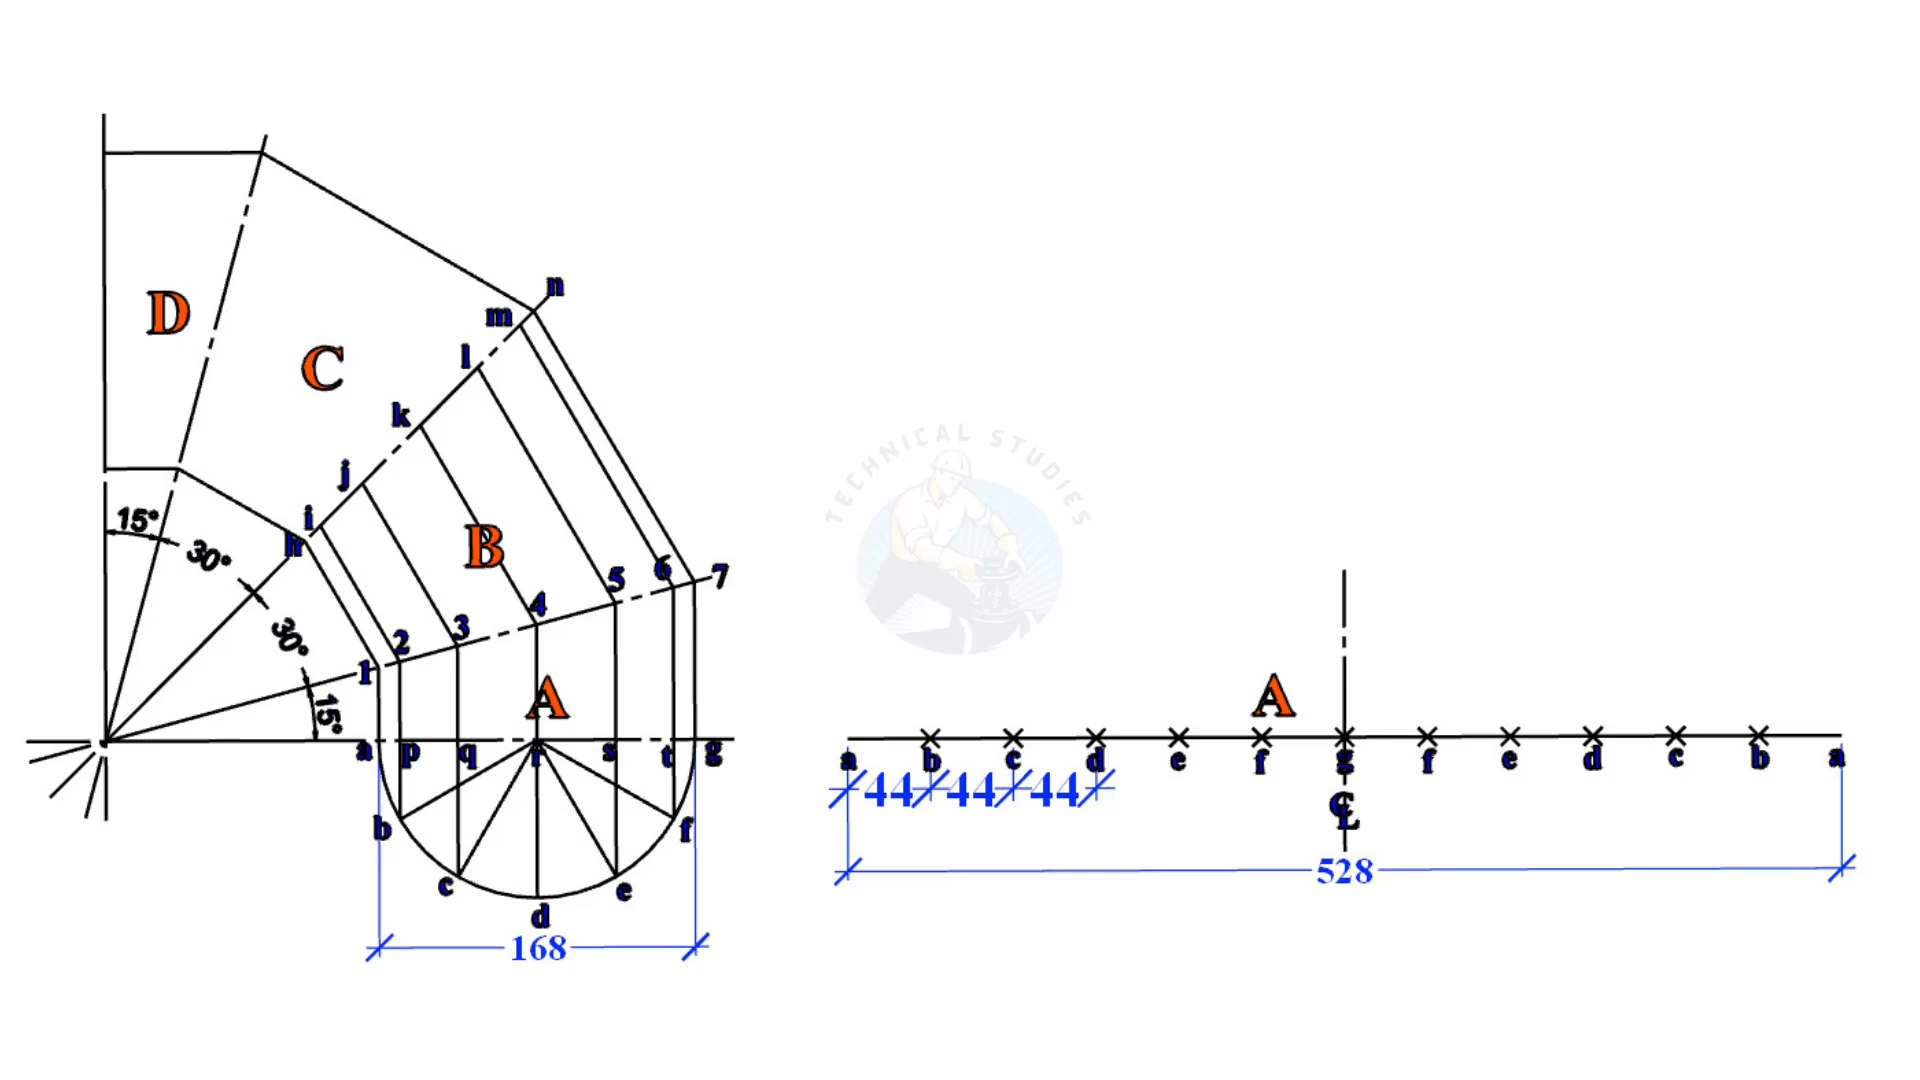 n
m
l
D
C
k
j
i
h
15°
30°
B
6 7
5
4
30°
3
2
1
A
15°
a p q r s t g
b f
c e
d
168
TECHNICAL STUDIES
A
a b c d e f g f e d c b a
44 44 44
℄
528